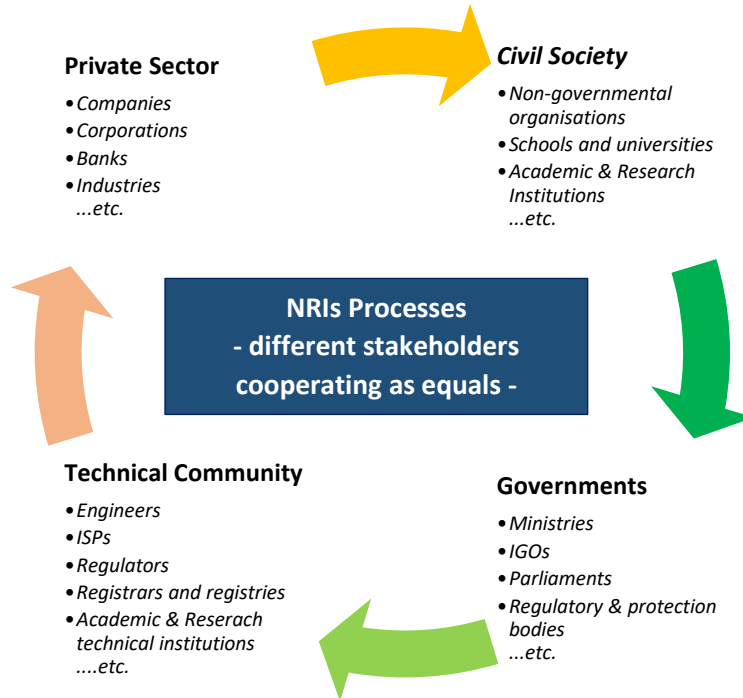 Private Sector
•Companies
•Corporations
•Banks
•Industries
...etc.
Civil Society
•Non-governmental
organisations
•Schools and universities
•Academic & Research
Institutions
...etc.
NRIs Processes
- different stakeholders
cooperating as equals -
Technical Community
•Engineers
•ISPs
•Regulators
•Registrars and registries
•Academic & Reserach
technical institutions
....etc.
Governments
•Ministries
•IGOs
•Parliaments
•Regulatory & protection
bodies
...etc.